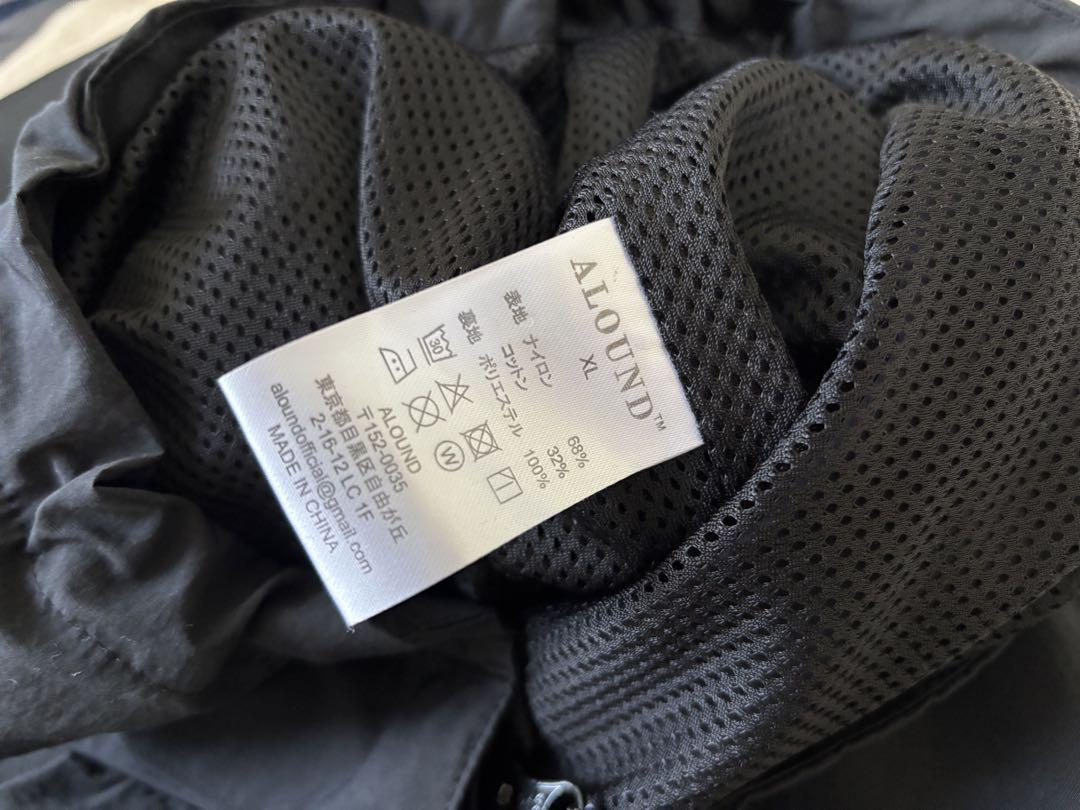 ALOUND™
XL
表地 ナイロン 68%
コットン 32%
裏地 ポリエステル 100%
30
W
ALOUND
〒152-0035
東京都目黒区自由が丘
2-16-12 LC 1F
aloundofficial@gmail.com
MADE IN CHINA